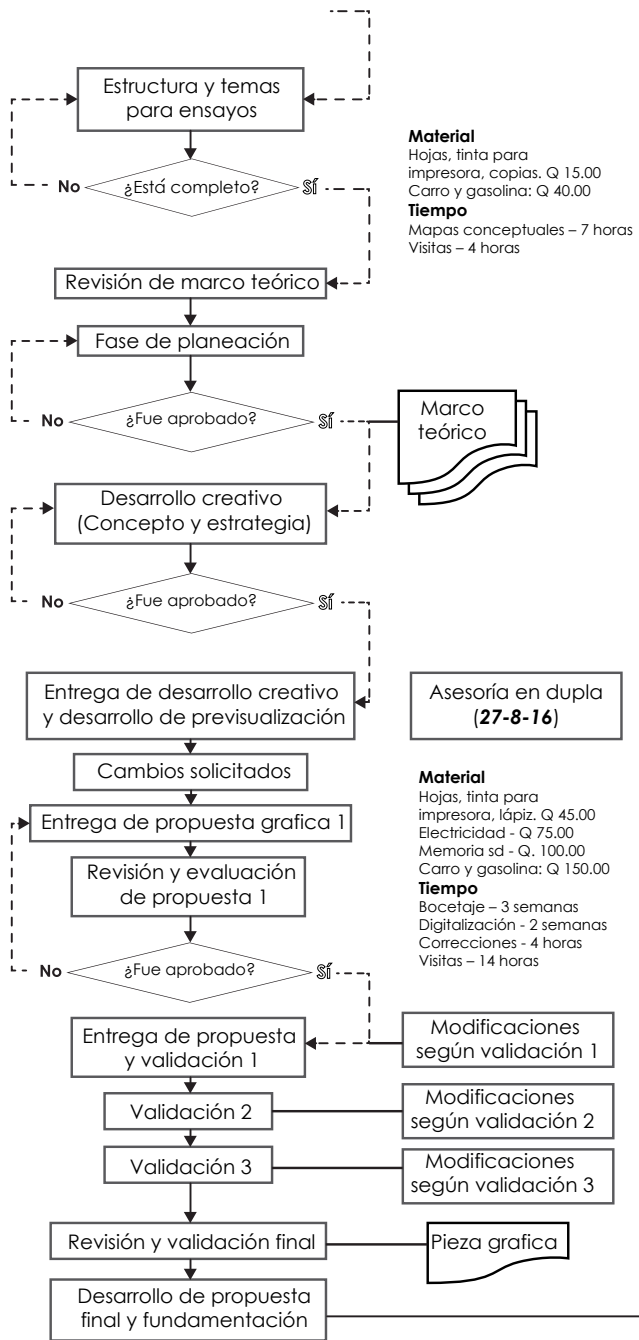 Estructura y temas
para ensayos
¿Está completo?
No
Sí
Material
Hojas, tinta para
impresora, copias. Q 15.00
Carro y gasolina: Q 40.00
Tiempo
Mapas conceptuales – 7 horas
Visitas – 4 horas
Revisión de marco teórico
Fase de planeación
¿Fue aprobado?
No
Sí
Marco
teórico
Desarrollo creativo
(Concepto y estrategia)
¿Fue aprobado?
No
Sí
Entrega de desarrollo creativo
y desarrollo de previsualización
Asesoría en dupla
(27-8-16)
Cambios solicitados
Entrega de propuesta grafica 1
Revisión y evaluación
de propuesta 1
Material
Hojas, tinta para
impresora, lápiz. Q 45.00
Electricidad - Q 75.00
Memoria sd - Q. 100.00
Carro y gasolina: Q 150.00
Tiempo
Bocetaje – 3 semanas
Digitalización - 2 semanas
Correcciones - 4 horas
Visitas – 14 horas
¿Fue aprobado?
No
Sí
Entrega de propuesta
y validación 1
Modificaciones
según validación 1
Validación 2
Modificaciones
según validación 2
Validación 3
Modificaciones
según validación 3
Revisión y validación final
Pieza grafica
Desarrollo de propuesta
final y fundamentación